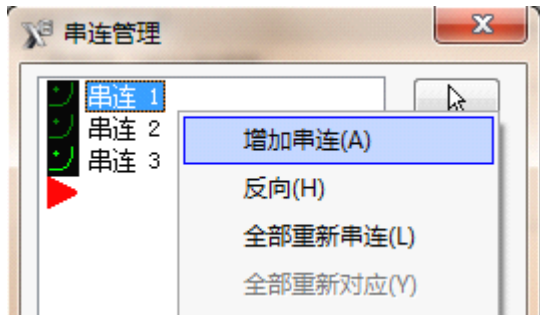 串连管理
串连 1
串连 2
串连 3
增加串连(A)
反向(H)
全部重新串连(L)
全部重新对应(Y)